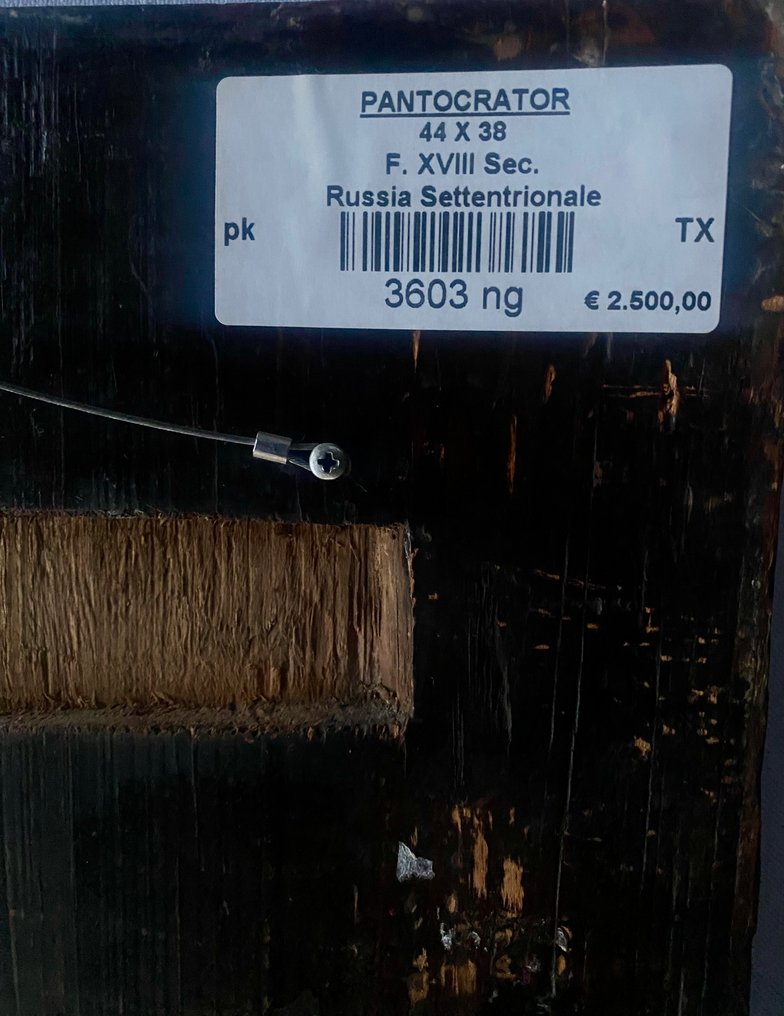 PANTOCRATOR
44 X 38
F. XVIII Sec.
Russia Settentrionale
pk TX
3603 ng € 2.500,00